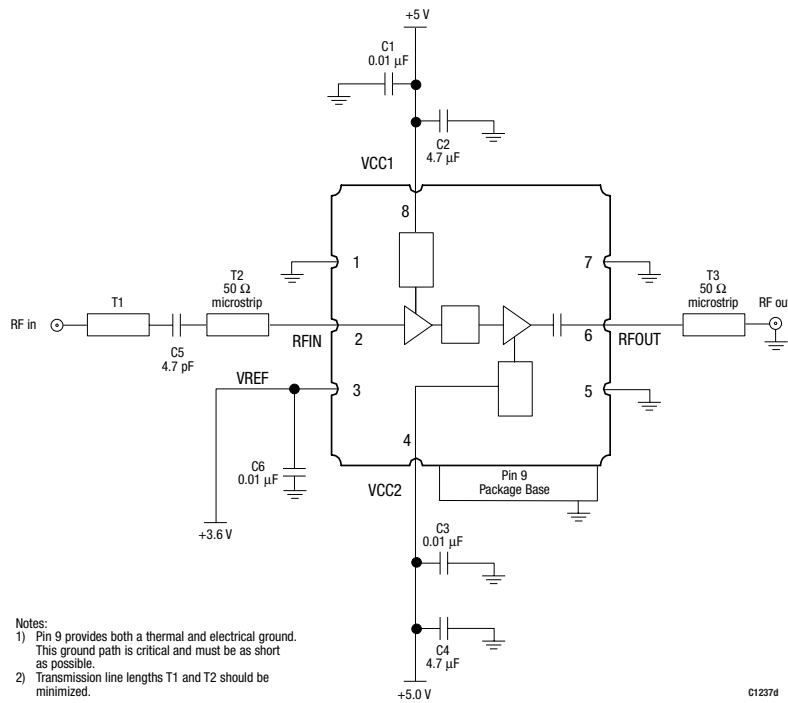 +5 V
C1
0.01 μF
C2
4.7 μF
VCC1
8
1
7
T2
50 Ω
microstrip
T3
50 Ω
microstrip
RF in
T1
RF ou
C5
4.7 pF
RFIN
2
6
RFOUT
VREF
3
5
4
C6
0.01 μF
VCC2
Pin 9
Package Base
+3.6 V
C3
0.01 μF
C4
4.7 μF
+5.0 V
Notes:
1) Pin 9 provides both a thermal and electrical ground.
This ground path is critical and must be as short
as possible.
2) Transmission line lengths T1 and T2 should be
minimized.
C1237d